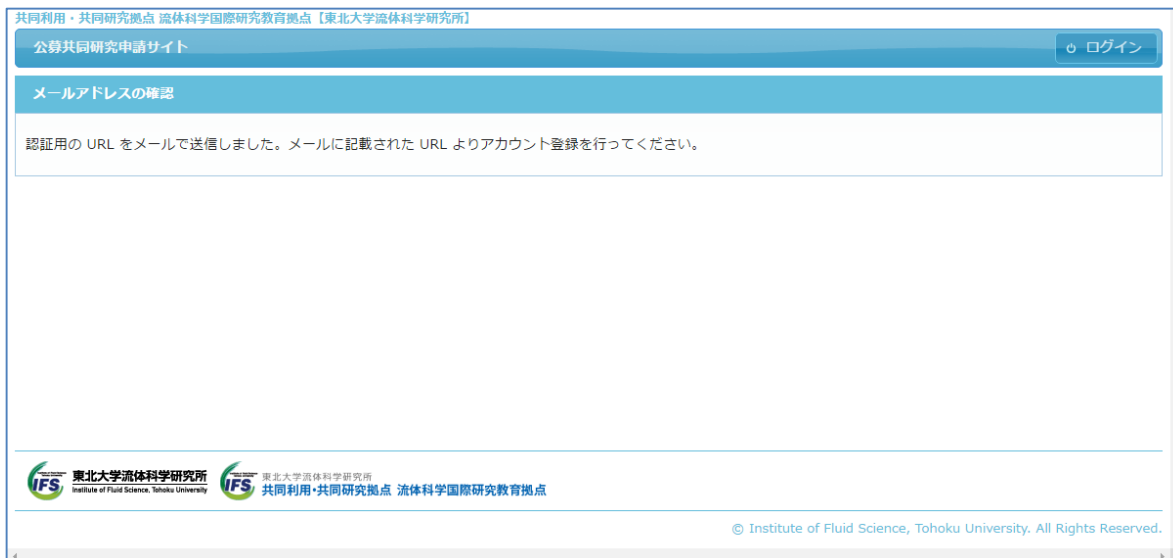 共同利用・共同研究拠点 流体科学国際研究教育拠点【東北大学流体科学研究所】
公募共同研究申請サイト
ログイン
メールアドレスの確認
認証用の URL をメールで送信しました。メールに記載された URL よりアカウント登録を行ってください。
IFS 東北大学流体科学研究所
Institute of Fluid Science, Tohoku University
IFS 東北大学流体科学研究所
共同利用・共同研究拠点 流体科学国際研究教育拠点
© Institute of Fluid Science, Tohoku University. All Rights Reserved.